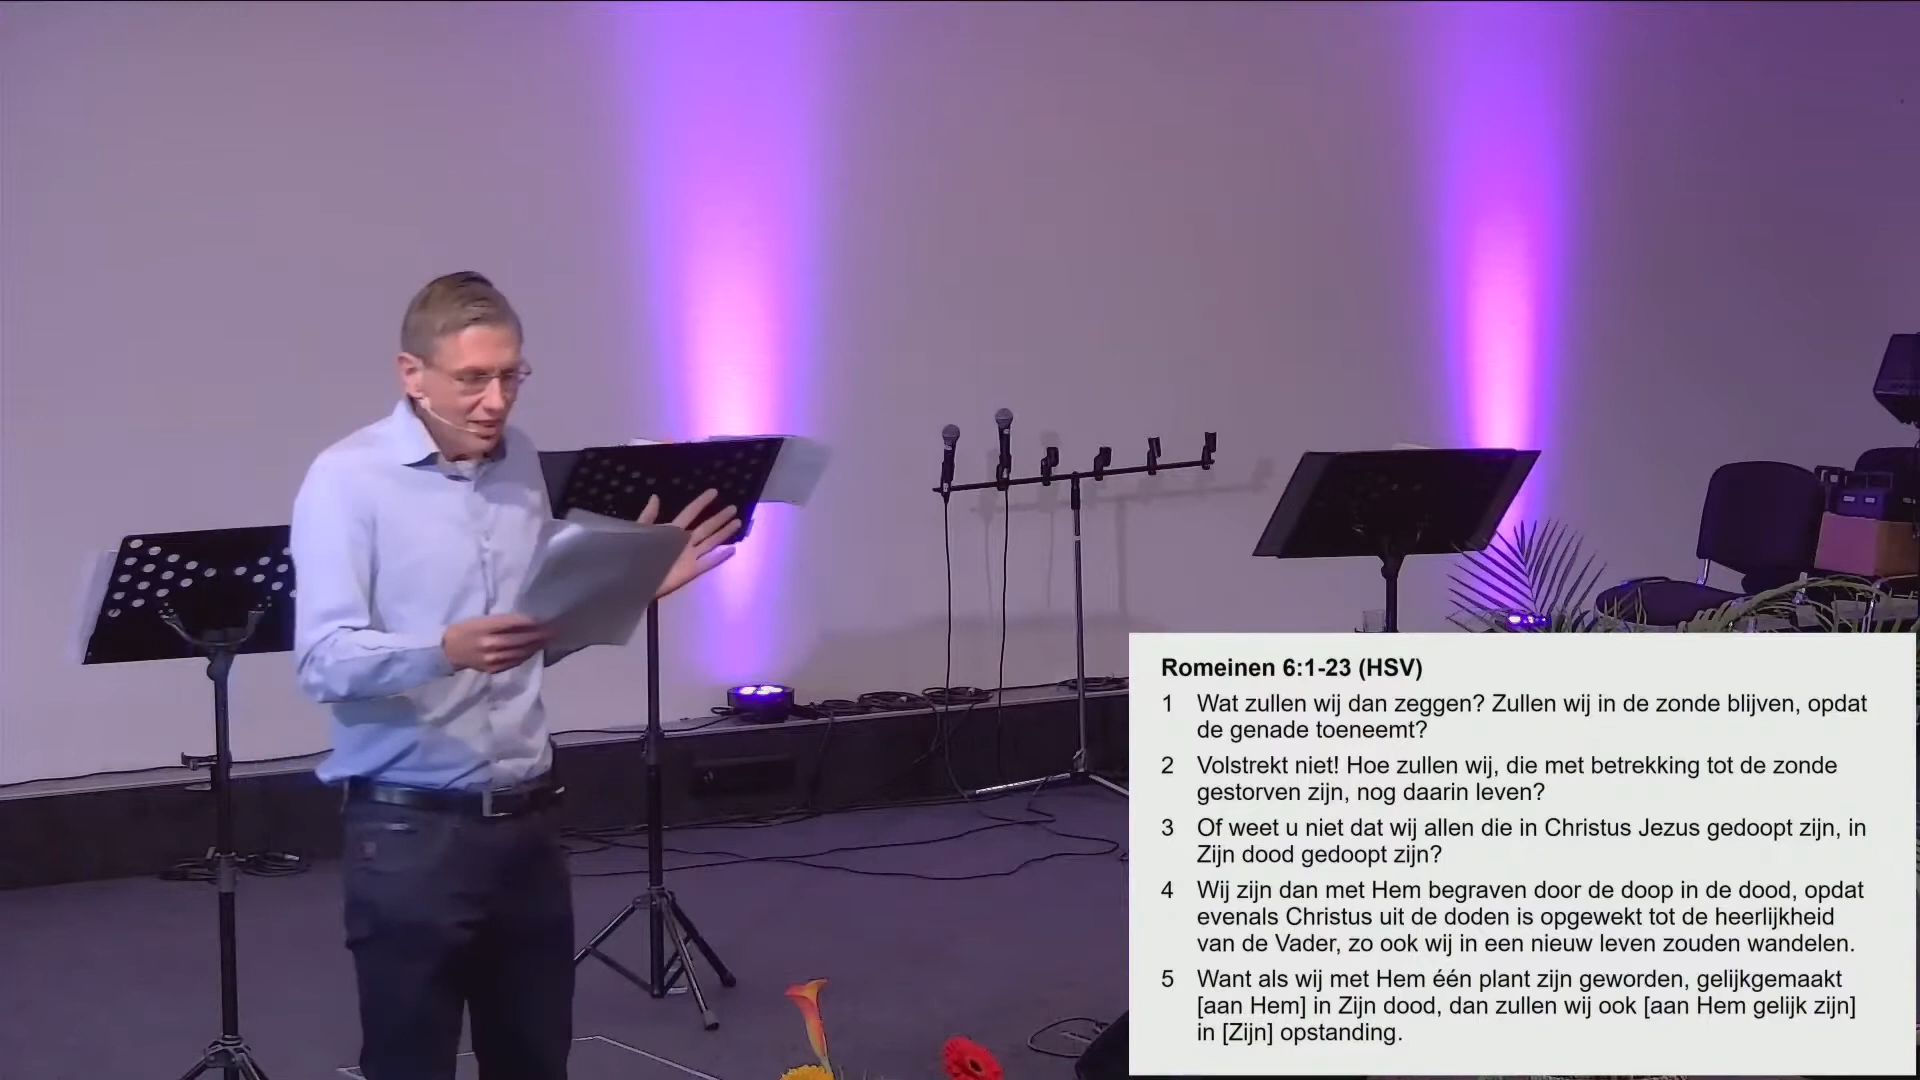 Romeinen 6:1-23 (HSV)
1 Wat zullen wij dan zeggen? Zullen wij in de zonde blijven, opdat
de genade toeneemt?
2 Volstrekt niet! Hoe zullen wij, die met betrekking tot de zonde
gestorven zijn, nog daarin leven?
3 Of weet u niet dat wij allen die in Christus Jezus gedoopt zijn, in
Zijn dood gedoopt zijn?
4 Wij zijn dan met Hem begraven door de doop in de dood, opdat
evenals Christus uit de doden is opgewekt tot de heerlijkheid
van de Vader, zo ook wij in een nieuw leven zouden wandelen.
5 Want als wij met Hem één plant zijn geworden, gelijkgemaakt
[aan Hem] in Zijn dood, dan zullen wij ook [aan Hem gelijk zijn]
in [Zijn] opstanding.